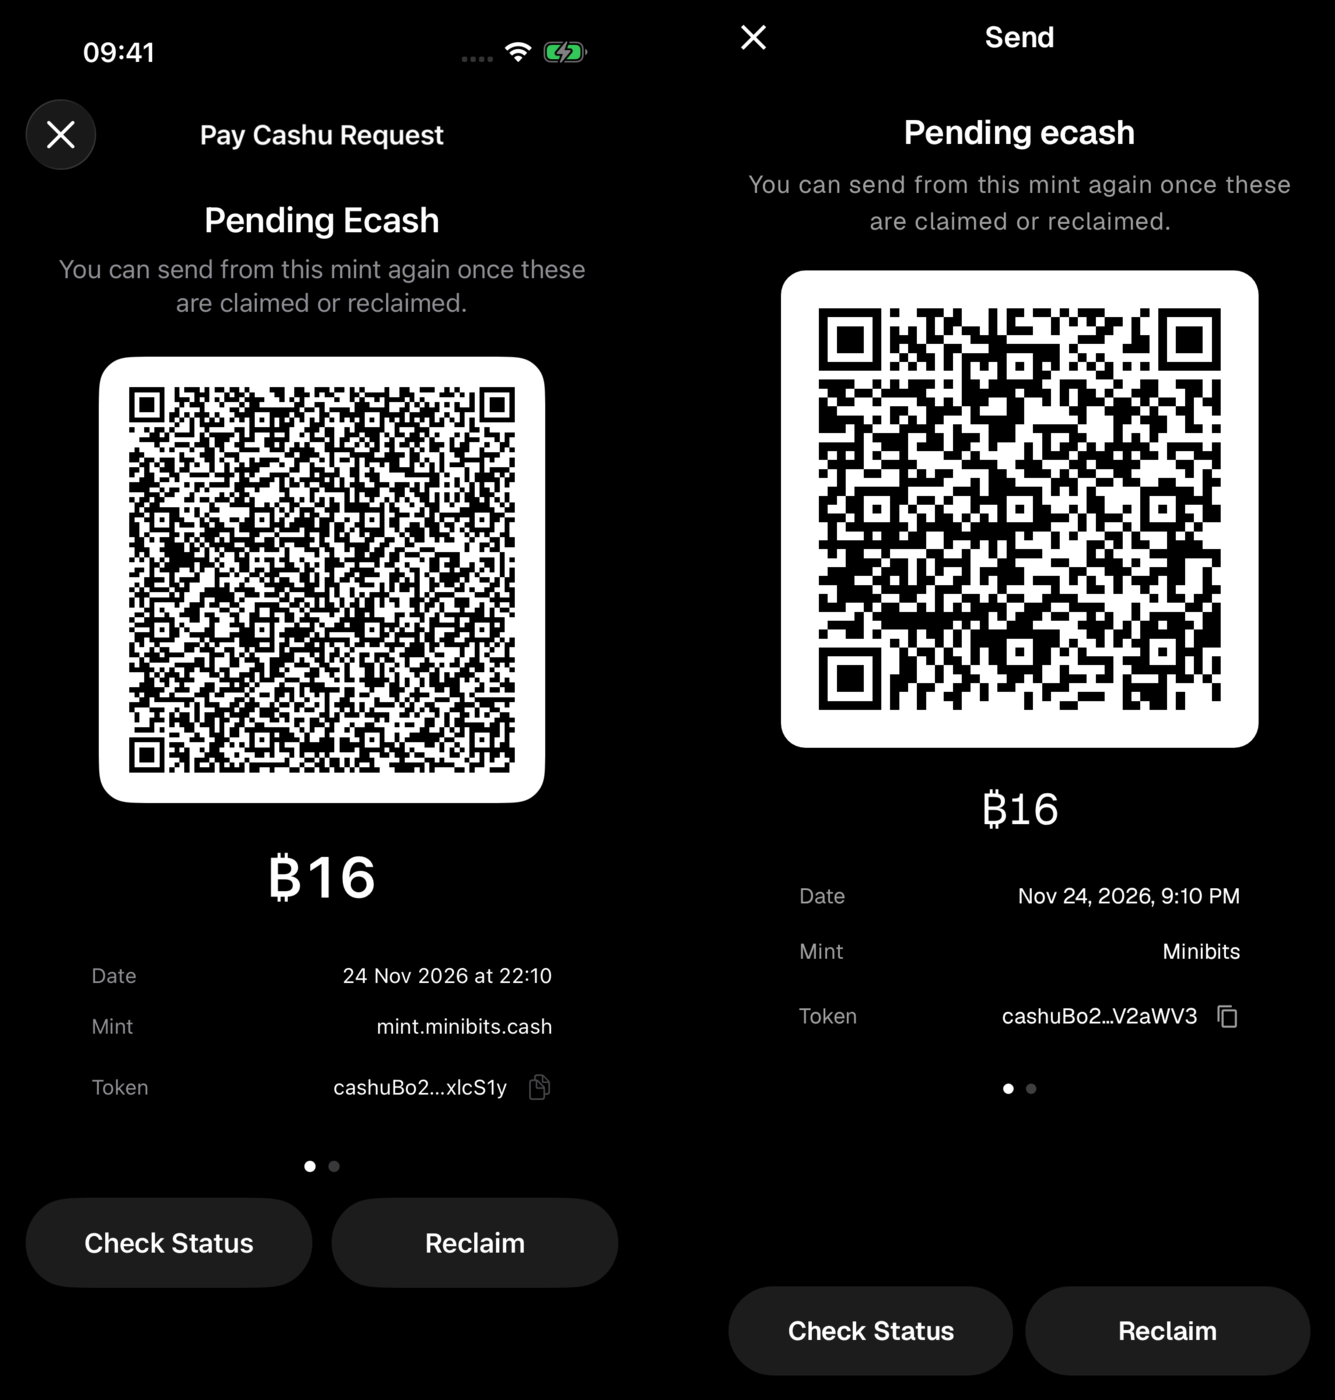 09:41
Pay Cashu Request
Pending Ecash
You can send from this mint again once these
are claimed or reclaimed.
₿16
Date 24 Nov 2026 at 22:10
Mint mint.minibits.cash
Token cashuBo2...xlcS1y
Check Status Reclaim
Send
Pending ecash
You can send from this mint again once these
are claimed or reclaimed.
₿16
Date Nov 24, 2026, 9:10 PM
Mint Minibits
Token cashuBo2...V2aWV3
Check Status Reclaim